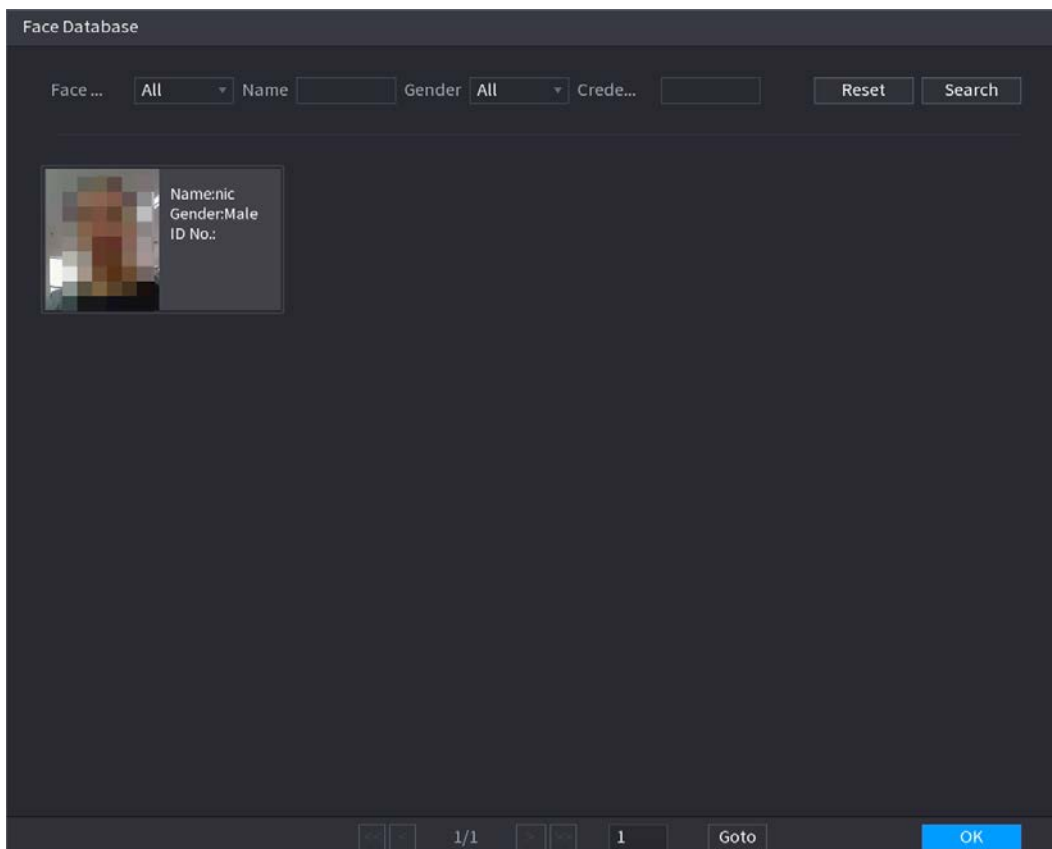 Face Database
Face ... All Name Gender All Crede... Reset Search
Name:nic
Gender:Male
ID No.:
<< < 1/1 > >> 1 Goto OK